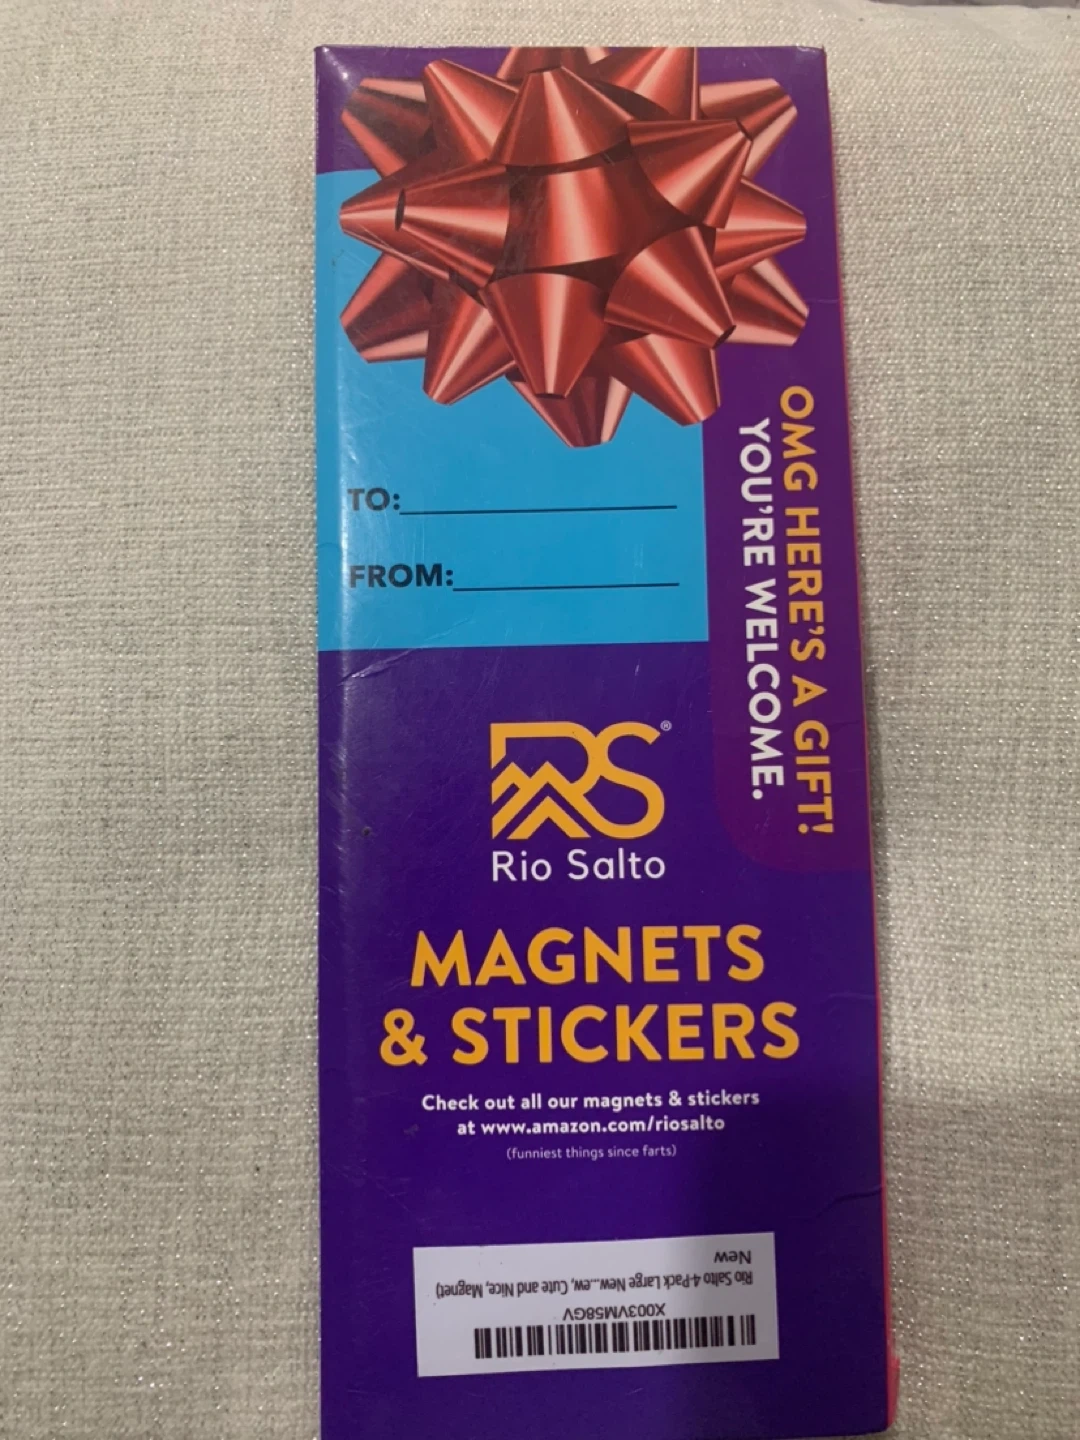 TO:
FROM:
OMG HERE'S A GIFT!
YOU'RE WELCOME.
RS®
Rio Salto
MAGNETS
& STICKERS
Check out all our magnets & stickers
at www.amazon.com/riosalto
(funniest things since farts)
X003VM58GV
Rio Salto 4-Pack Large New...ew, Cute and Nice, Magnet)
New